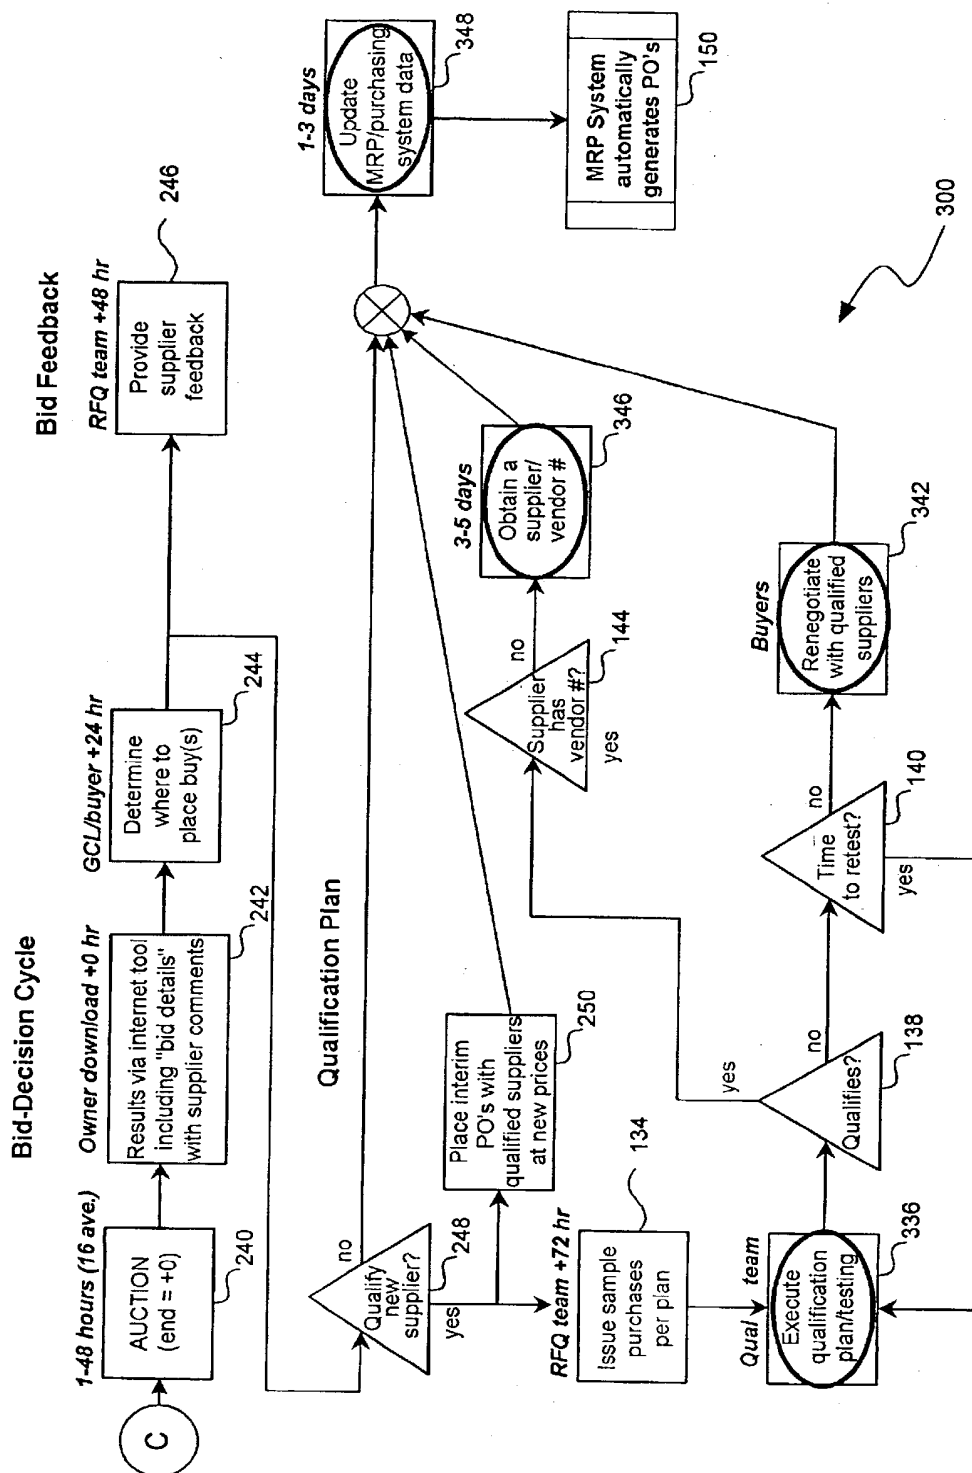 Bid-Decision Cycle
Bid Feedback
1-48 hours (16 ave.)
Owner download +0 hr
GCL/buyer +24 hr
RFQ team +48 hr
C
AUCTION
(end = +0)
240
Results via internet tool
including "bid details"
with supplier comments
242
Determine
where to
place buy(s)
244
Provide
supplier
feedback
246
Qualification Plan
Qualify
new
supplier?
248
no
yes
Place interim
PO's with
qualified suppliers
at new prices
250
1-3 days
Update
MRP/purchasing
system data
348
MRP System
automatically
generates PO's
150
RFQ team +72 hr
Issue sample
purchases
per plan
134
Supplier
has
vendor #?
144
no
yes
3-5 days
Obtain a
supplier/
vendor #
346
Qual team
Execute
qualification
plan/testing
336
Qualifies?
138
yes
no
Time
to retest?
140
no
yes
Buyers
Renegotiate
with qualified
suppliers
342
300